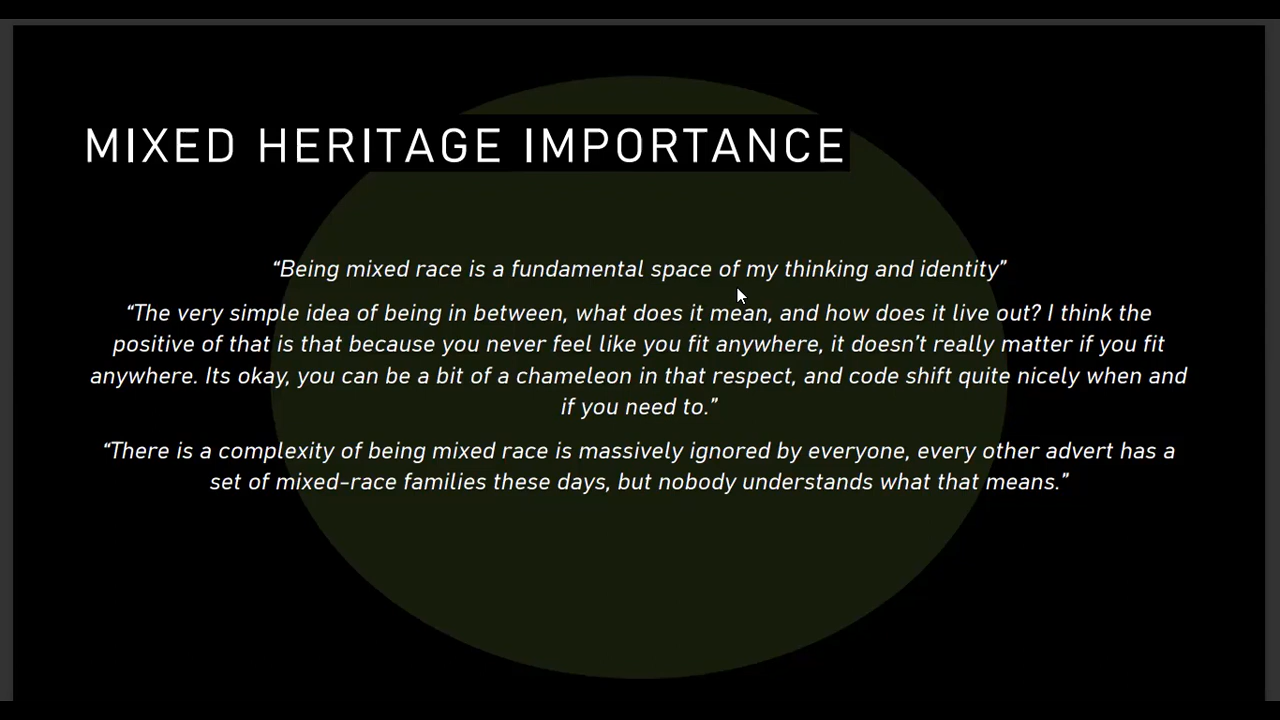 MIXED HERITAGE IMPORTANCE
“Being mixed race is a fundamental space of my thinking and identity”
“The very simple idea of being in between, what does it mean, and how does it live out? I think the
positive of that is that because you never feel like you fit anywhere, it doesn’t really matter if you fit
anywhere. Its okay, you can be a bit of a chameleon in that respect, and code shift quite nicely when and
if you need to.”
“There is a complexity of being mixed race is massively ignored by everyone, every other advert has a
set of mixed-race families these days, but nobody understands what that means.”